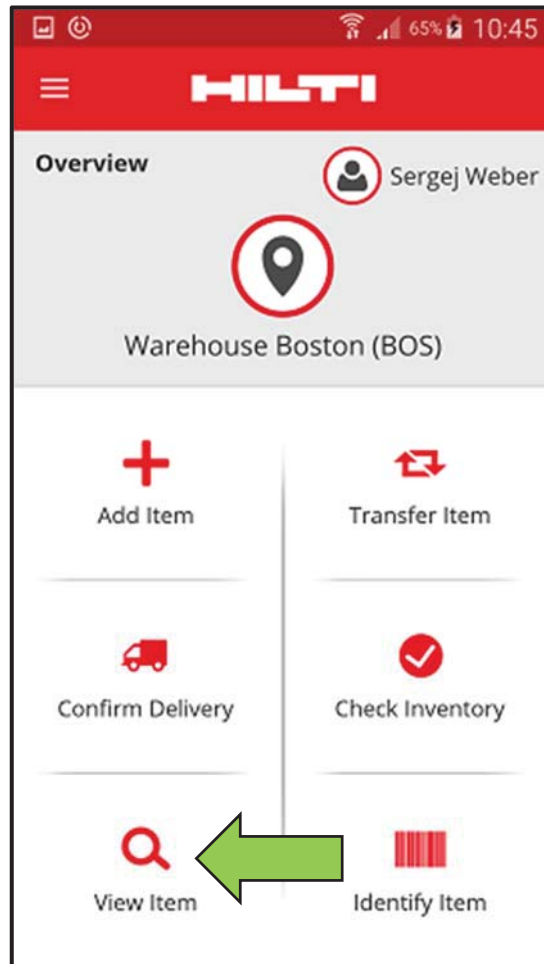 65% 10:45
HILTI
Overview
Sergej Weber
Warehouse Boston (BOS)
Add Item
Transfer Item
Confirm Delivery
Check Inventory
View Item
Identify Item